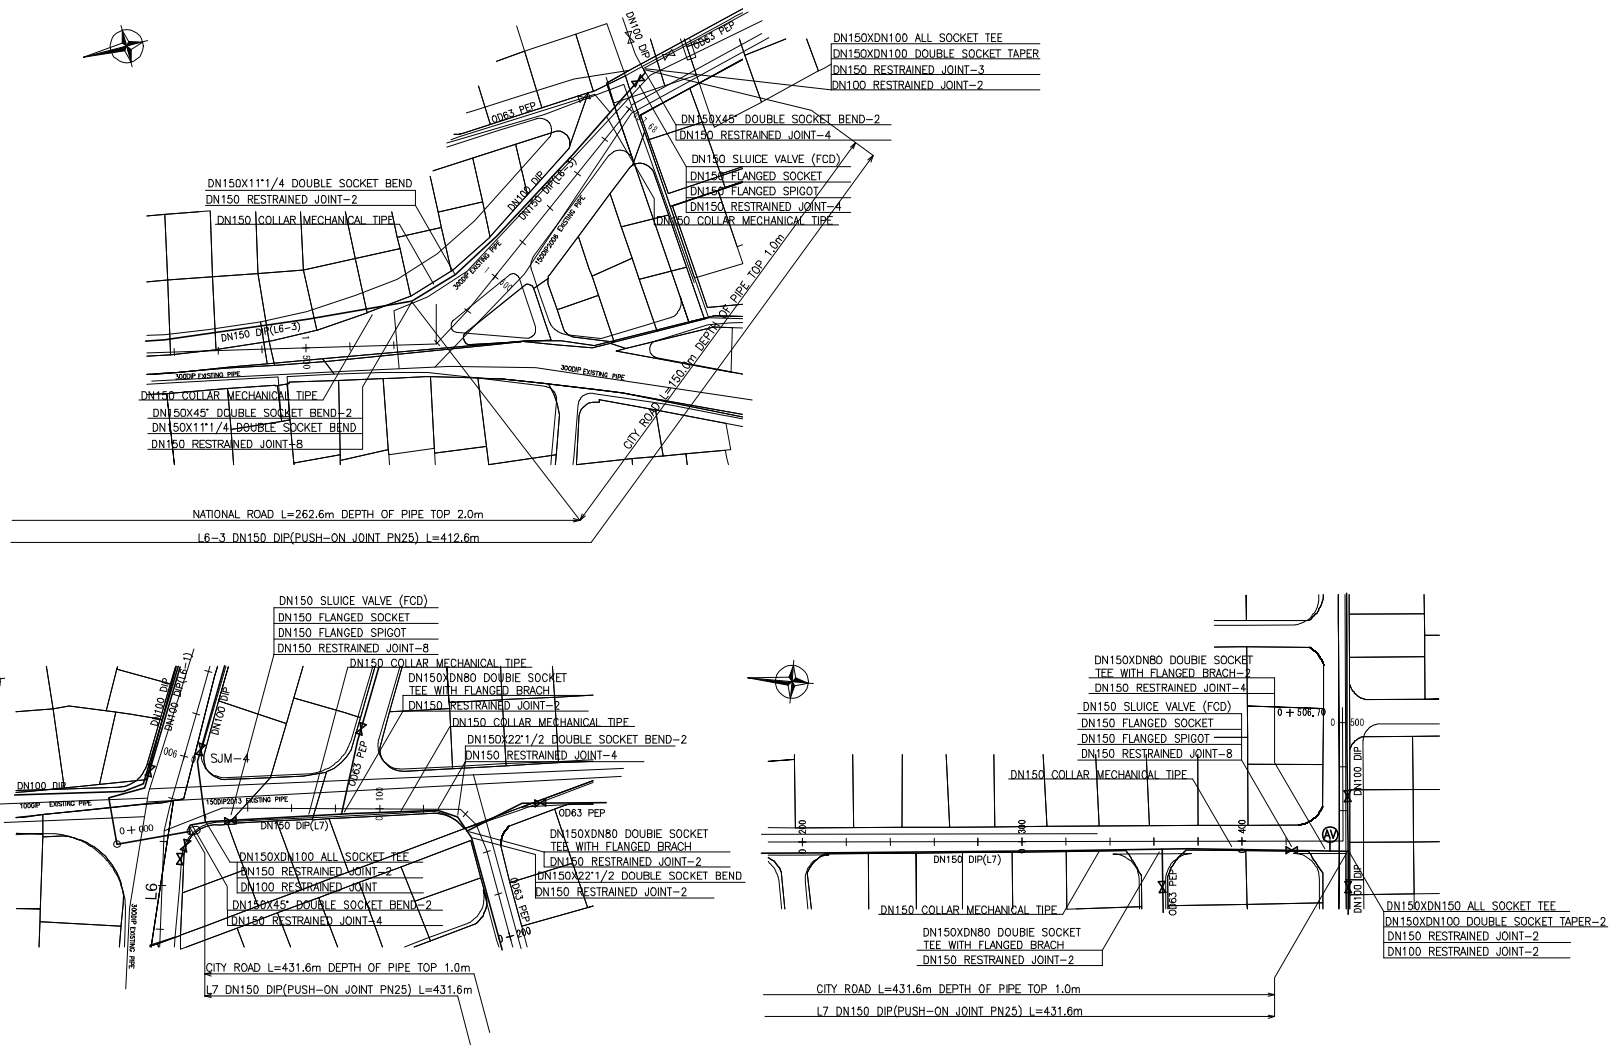 DN100 DIP
OD63 PEP
DN150XDN100 ALL SOCKET TEE
DN150XDN100 DOUBLE SOCKET TAPER
DN150 RESTRAINED JOINT-3
DN100 RESTRAINED JOINT-2
OD63 PEP
DN150X45° DOUBLE SOCKET BEND-2
DN150 RESTRAINED JOINT-4
DN150 SLUICE VALVE (FCD)
DN150 FLANGED SOCKET
DN150 FLANGED SPIGOT
DN150 RESTRAINED JOINT-4
DN150 COLLAR MECHANICAL TIPE
DN150X11°1/4 DOUBLE SOCKET BEND
DN150 RESTRAINED JOINT-2
DN150 COLLAR MECHANICAL TIPE
DN100 DIP
DN150 DIP(L6-3)
150DIP2006 EXISTING PIPE
300DIP EXISTING PIPE
DN150 DIP(L6-3)
300DIP EXISTING PIPE
300DIP EXISTING PIPE
CITY ROAD L=150.0m DEPTH OF PIPE TOP 1.0m
DN150 COLLAR MECHANICAL TIPE
DN150X45° DOUBLE SOCKET BEND-2
DN150X11°1/4 DOUBLE SOCKET BEND
DN150 RESTRAINED JOINT-8
NATIONAL ROAD L=262.6m DEPTH OF PIPE TOP 2.0m
L6-3 DN150 DIP(PUSH-ON JOINT PN25) L=412.6m
DN150 SLUICE VALVE (FCD)
DN150 FLANGED SOCKET
DN150 FLANGED SPIGOT
DN150 RESTRAINED JOINT-8
DN150 COLLAR MECHANICAL TIPE
DN150XDN80 DOUBIE SOCKET
TEE WITH FLANGED BRACH
DN150 RESTRAINED JOINT-2
DN150 COLLAR MECHANICAL TIPE
DN150X22°1/2 DOUBLE SOCKET BEND-2
DN150 RESTRAINED JOINT-4
DN100 DIP
DN100 DIP(L6-1)
DN100 DIP
SJM-4
OD63 PEP
DN100 DIP
100GIP EXISTING PIPE
150DIP2013 EXISTING PIPE
0+000
DN150 DIP(L7)
0+100
OD63 PEP
DN150XDN80 DOUBIE SOCKET
TEE WITH FLANGED BRACH
DN150 RESTRAINED JOINT-2
DN150X22°1/2 DOUBLE SOCKET BEND
DN150 RESTRAINED JOINT-2
DN150XDN100 ALL SOCKET TEE
DN150 RESTRAINED JOINT-2
DN100 RESTRAINED JOINT
DN150X45° DOUBLE SOCKET BEND-2
DN150 RESTRAINED JOINT-4
L6
300DIP EXISTING PIPE
OD63 PEP
0+200
CITY ROAD L=431.6m DEPTH OF PIPE TOP 1.0m
L7 DN150 DIP(PUSH-ON JOINT PN25) L=431.6m
DN150XDN80 DOUBIE SOCKET
TEE WITH FLANGED BRACH-2
DN150 RESTRAINED JOINT-4
DN150 SLUICE VALVE (FCD)
DN150 FLANGED SOCKET
DN150 FLANGED SPIGOT
DN150 RESTRAINED JOINT-8
DN150 COLLAR MECHANICAL TIPE
0+506.70
0+500
DN100 DIP
0+200
0+300
0+400
AV
DN150 DIP(L7)
OD63 PEP
DN100 DIP
DN150 COLLAR MECHANICAL TIPE
DN150XDN80 DOUBIE SOCKET
TEE WITH FLANGED BRACH
DN150 RESTRAINED JOINT-2
DN150XDN150 ALL SOCKET TEE
DN150XDN100 DOUBLE SOCKET TAPER-2
DN150 RESTRAINED JOINT-2
DN100 RESTRAINED JOINT-2
CITY ROAD L=431.6m DEPTH OF PIPE TOP 1.0m
L7 DN150 DIP(PUSH-ON JOINT PN25) L=431.6m